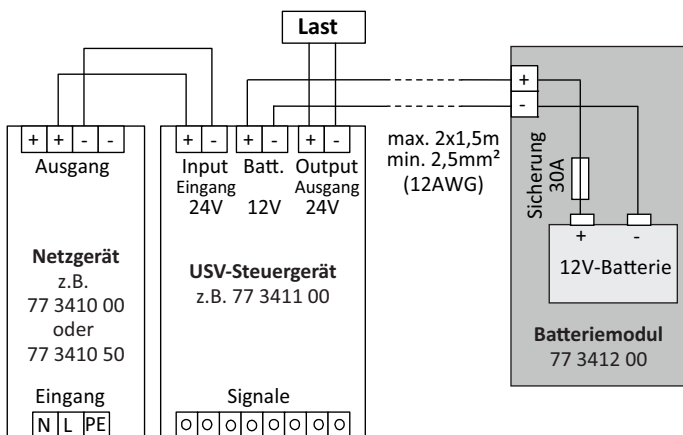 Last
+ + - -
Ausgang
Netzgerät
z.B.
77 3410 00
oder
77 3410 50
Eingang
N L PE
+ - + - + -
Input Batt. Output
Eingang Ausgang
24V 12V 24V
USV-Steuergerät
z.B. 77 3411 00
Signale
max. 2x1,5m
min. 2,5mm²
(12AWG)
+
-
Sicherung
30A
+ -
12V-Batterie
Batteriemodul
77 3412 00